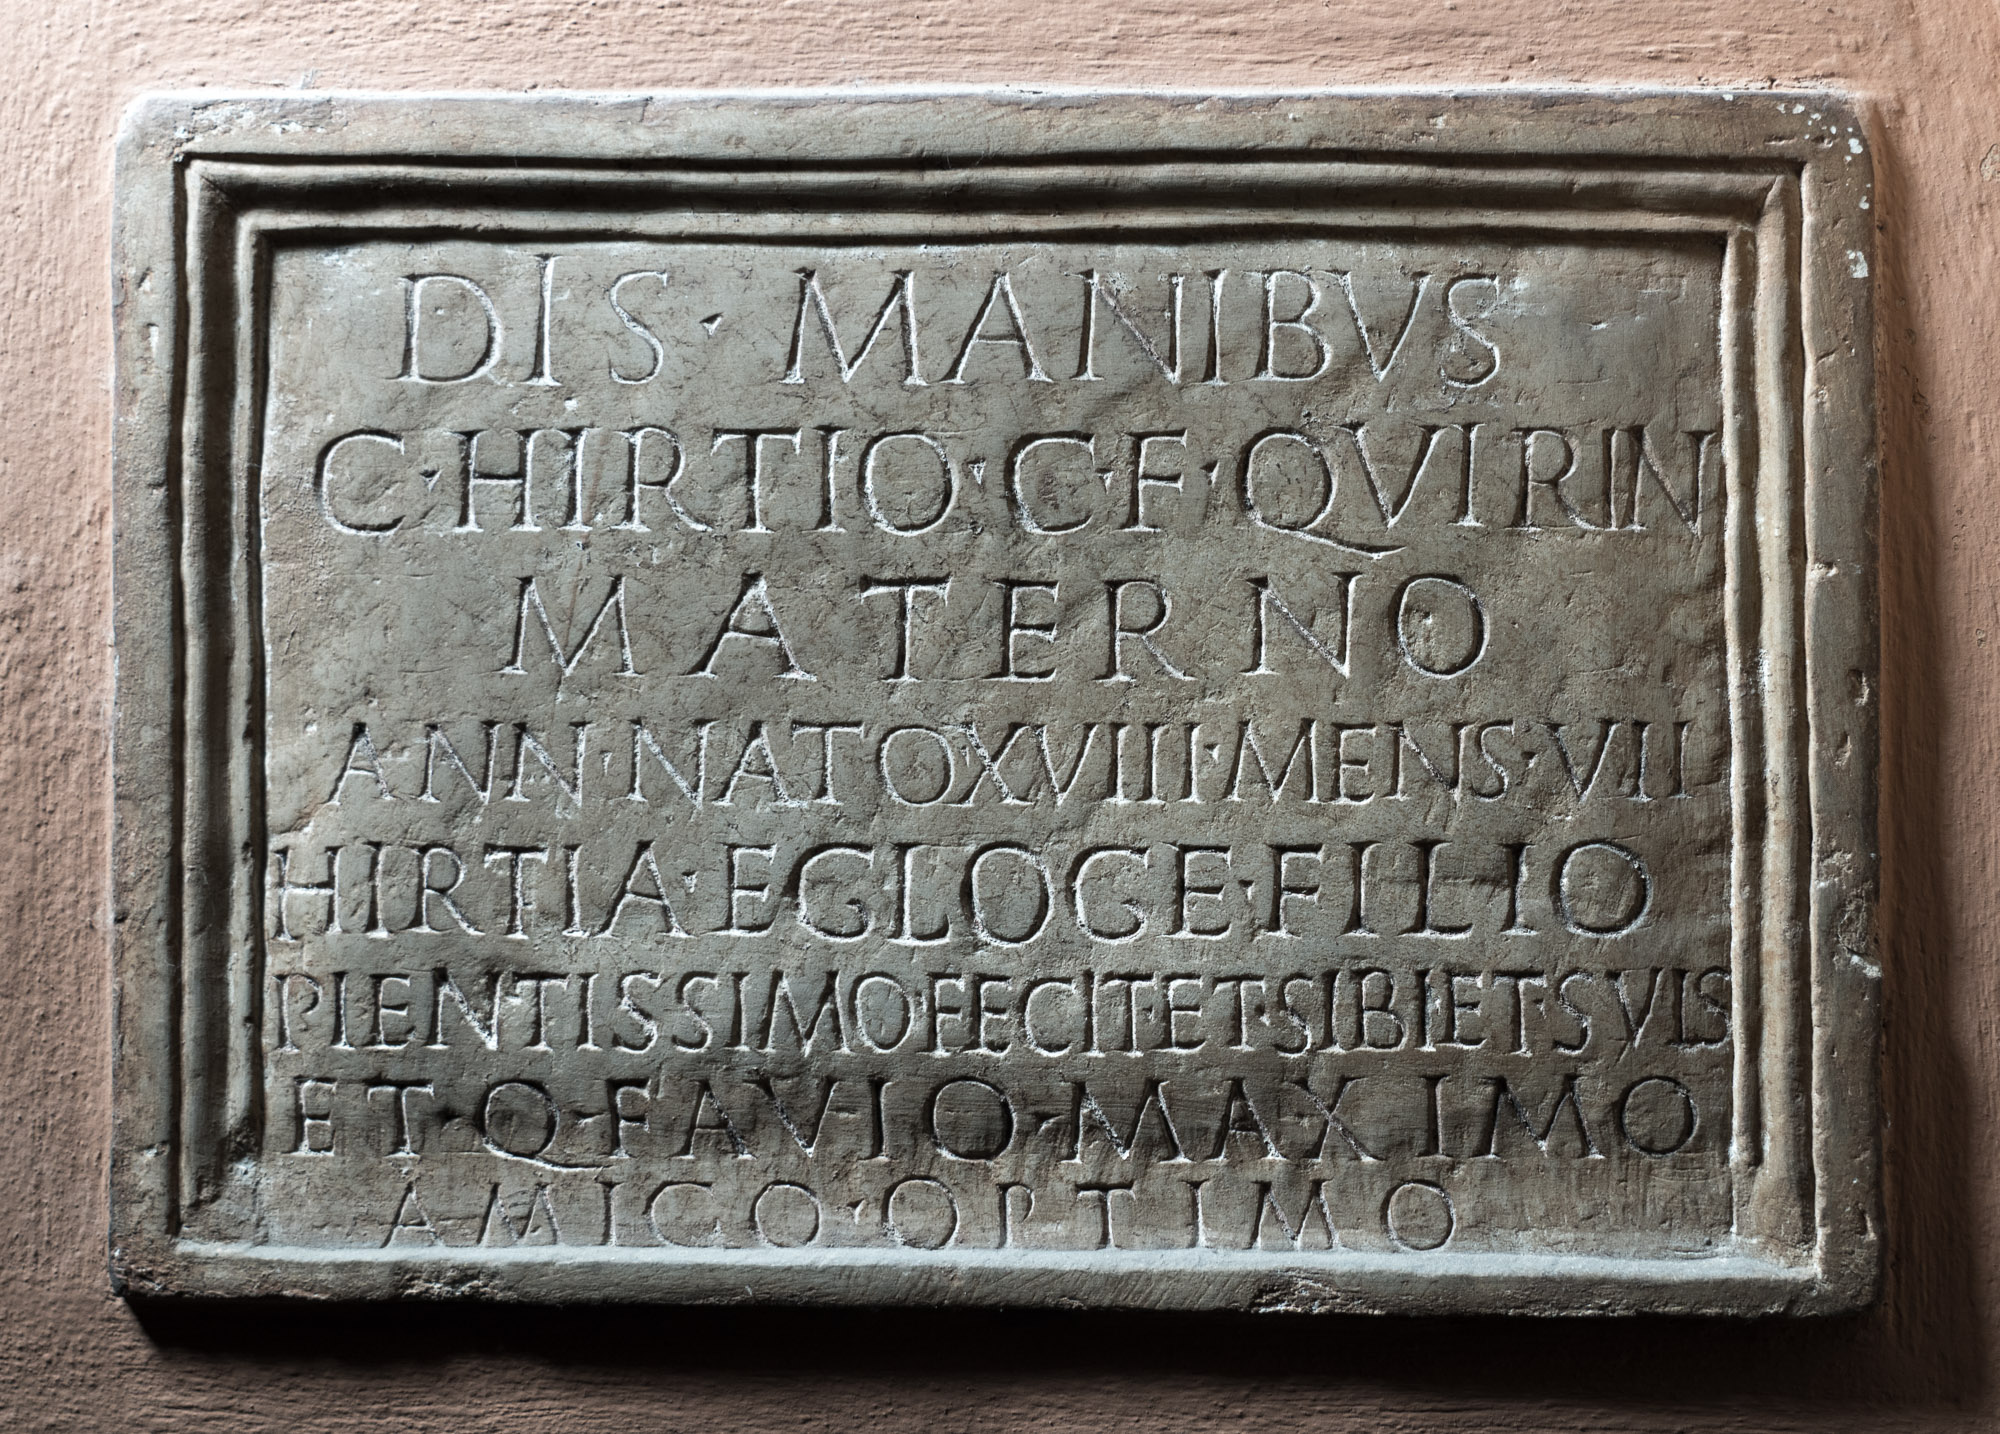 DIS · MANIBVS
C · HIRTIO · C · F · QVIRIN
MATERNO
ANN · NATO XVIII · MENS · VII
HIRTIA · EGLOGE · FILIO
PIENTISSIMO · FECIT · ET · SIBI ET · SVIS
ET · Q · FAVIO · MAXIMO
AMICO · OPTIMO